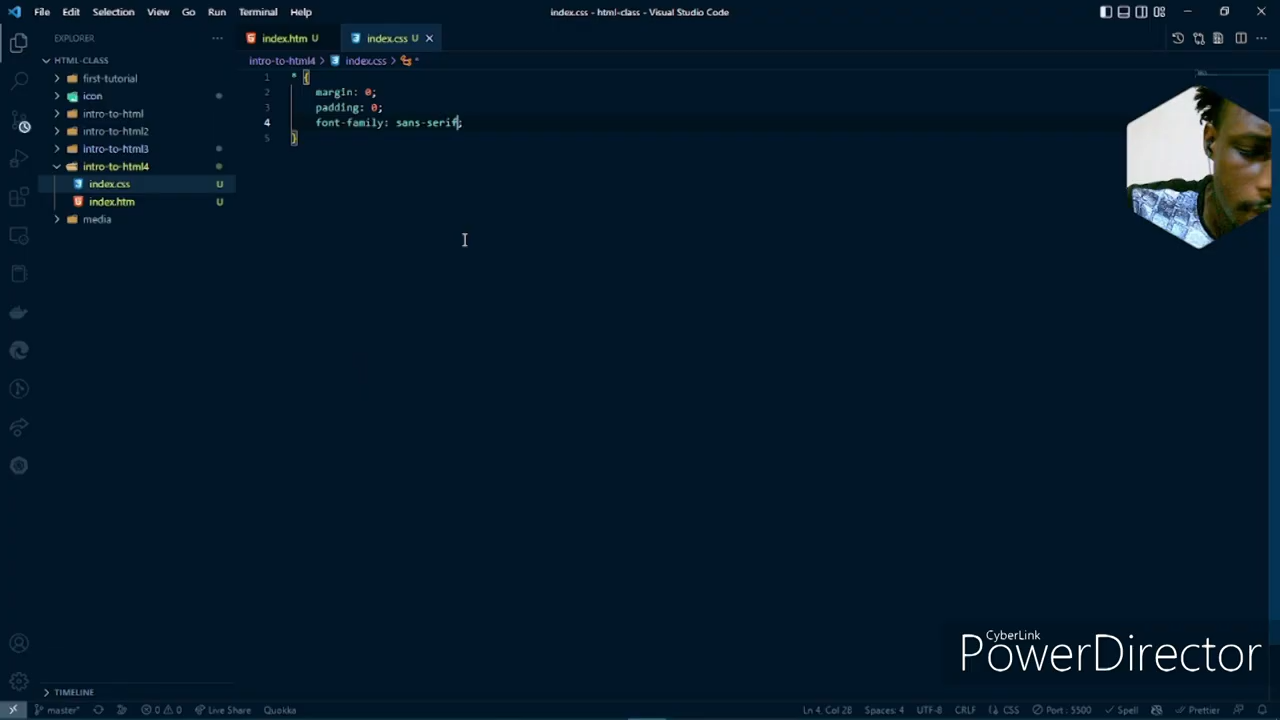 File Edit Selection View Go Run Terminal Help
index.css - html-class - Visual Studio Code
EXPLORER
index.htm U
index.css U
HTML-CLASS
intro-to-html4 > index.css > *
first-tutorial
icon
intro-to-html
intro-to-html2
intro-to-html3
intro-to-html4
index.css U
index.htm U
media
1 * {
2 margin: 0;
3 padding: 0;
4 font-family: sans-serif;
5 }
CyberLink
PowerDirector
TIMELINE
master* 0 0 Live Share Quokka Ln 4, Col 28 Spaces: 4 UTF-8 CRLF CSS Port : 5500 Spell Prettier